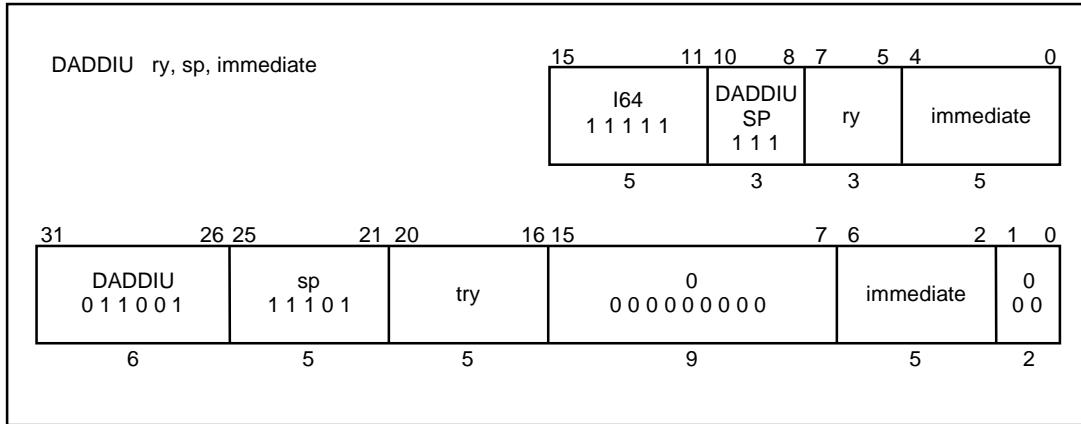 DADDIU ry, sp, immediate
15 11 10 8 7 5 4 0
I64 DADDIU ry immediate
1 1 1 1 1 SP
1 1 1
5 3 3 5
31 26 25 21 20 16 15 7 6 2 1 0
DADDIU sp try 0 immediate 0
0 1 1 0 0 1 1 1 1 0 1 0 0 0 0 0 0 0 0 0 0 0
6 5 5 9 5 2